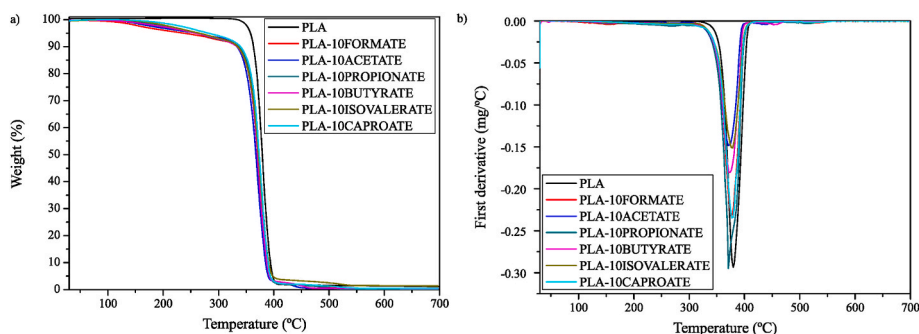 a)
100
90
80
70
60
50
40
30
20
10
0
Weight (%)
PLA
PLA-10FORMATE
PLA-10ACETATE
PLA-10PROPIONATE
PLA-10BUTYRATE
PLA-10ISOVALERATE
PLA-10CAPROATE
100 200 300 400 500 600 700
Temperature (ºC)
b)
0.00
-0.05
-0.10
-0.15
-0.20
-0.25
-0.30
First derivative (mg/ºC)
PLA
PLA-10FORMATE
PLA-10ACETATE
PLA-10PROPIONATE
PLA-10BUTYRATE
PLA-10ISOVALERATE
PLA-10CAPROATE
100 200 300 400 500 600 700
Temperature (ºC)